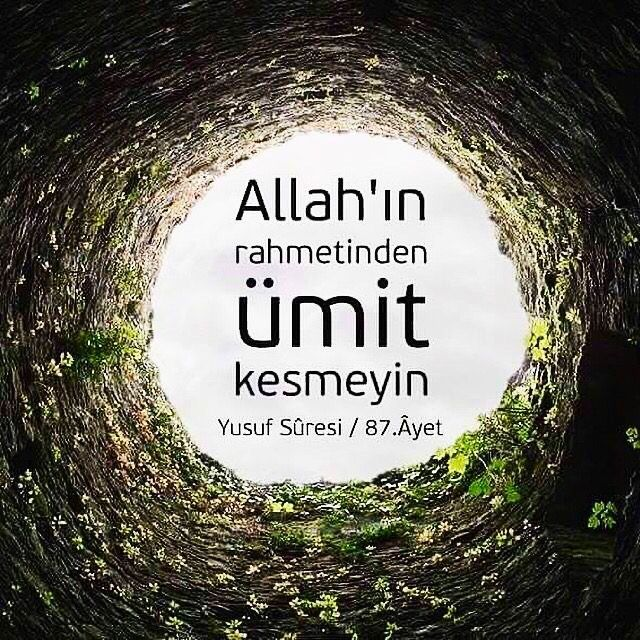 Allah'ın
rahmetinden
ümit
kesmeyin
Yusuf Sûresi / 87.Âyet